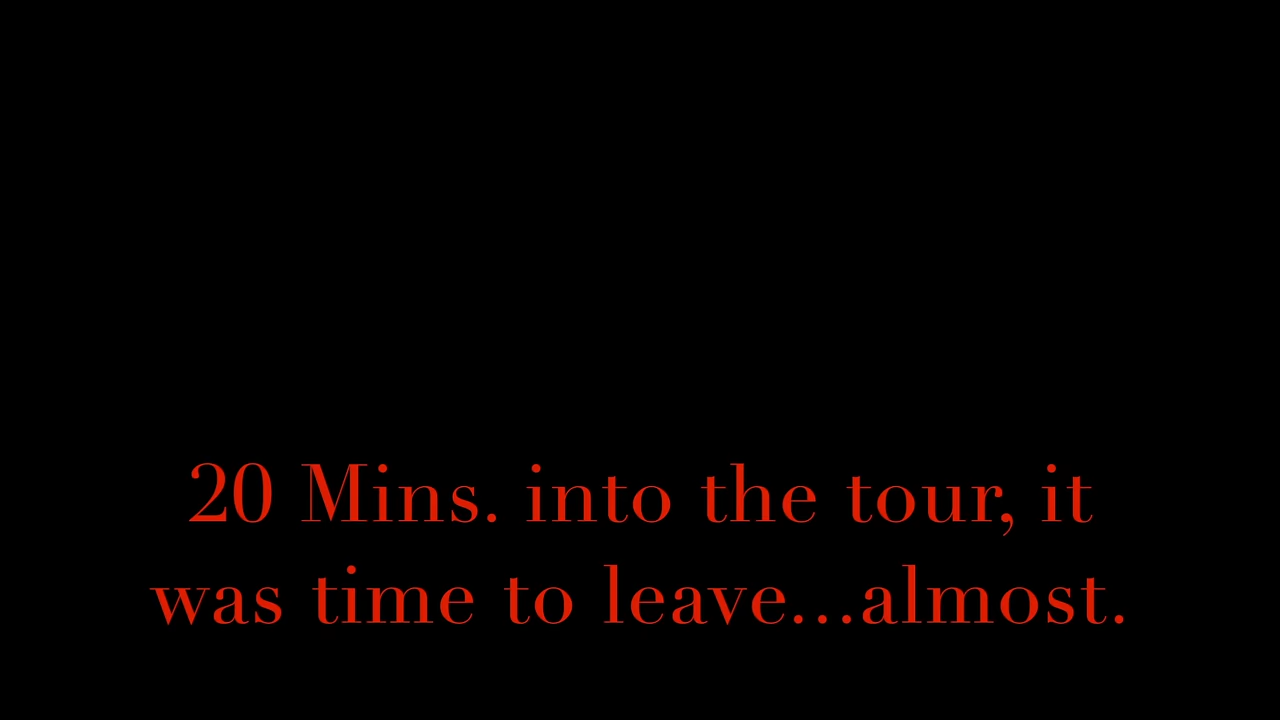 20 Mins. into the tour, it
was time to leave...almost.